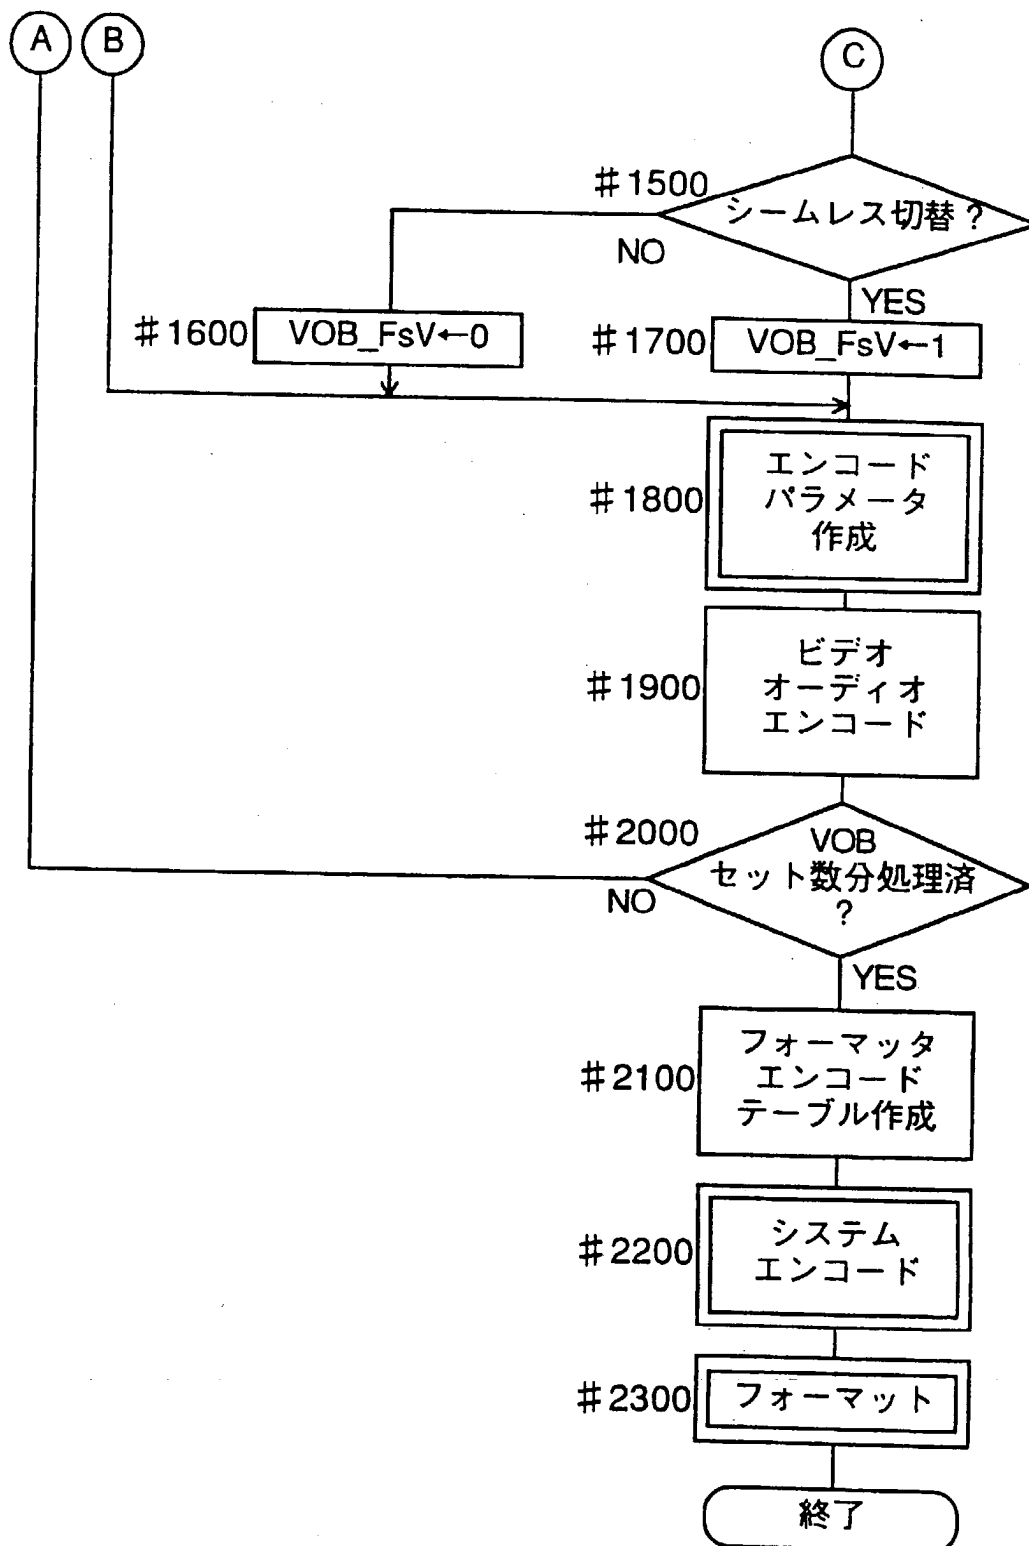 A
B
C
#1500
シームレス切替?
NO
YES
#1600
VOB_FsV←0
#1700
VOB_FsV←1
#1800
エンコード
パラメータ
作成
#1900
ビデオ
オーディオ
エンコード
#2000
VOB
セット数分処理済
?
NO
YES
#2100
フォーマッタ
エンコード
テーブル作成
#2200
システム
エンコード
#2300
フォーマット
終了